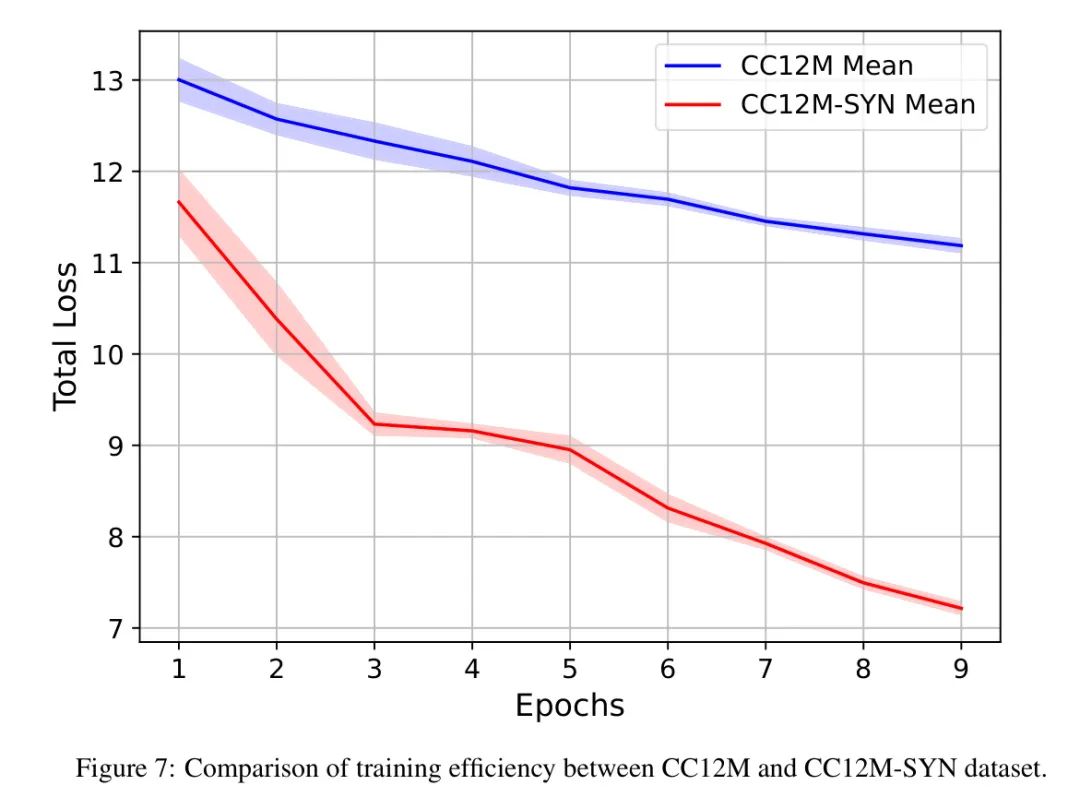 CC12M Mean
CC12M-SYN Mean
Total Loss
13
12
11
10
9
8
7
1 2 3 4 5 6 7 8 9
Epochs
Figure 7: Comparison of training efficiency between CC12M and CC12M-SYN dataset.